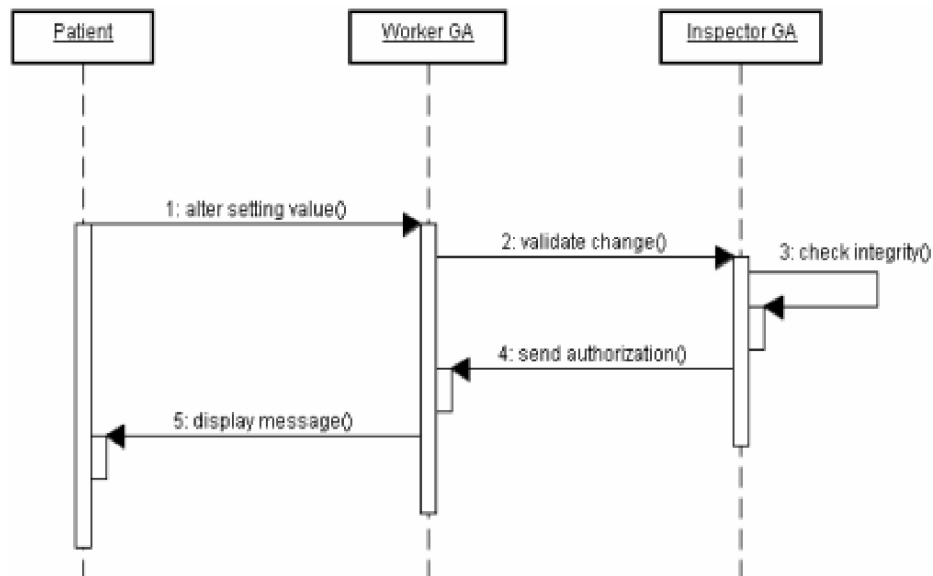 Patient
Worker GA
Inspector GA
1: alter setting value()
2: validate change()
3: check integrity()
4: send authorization()
5: display message()